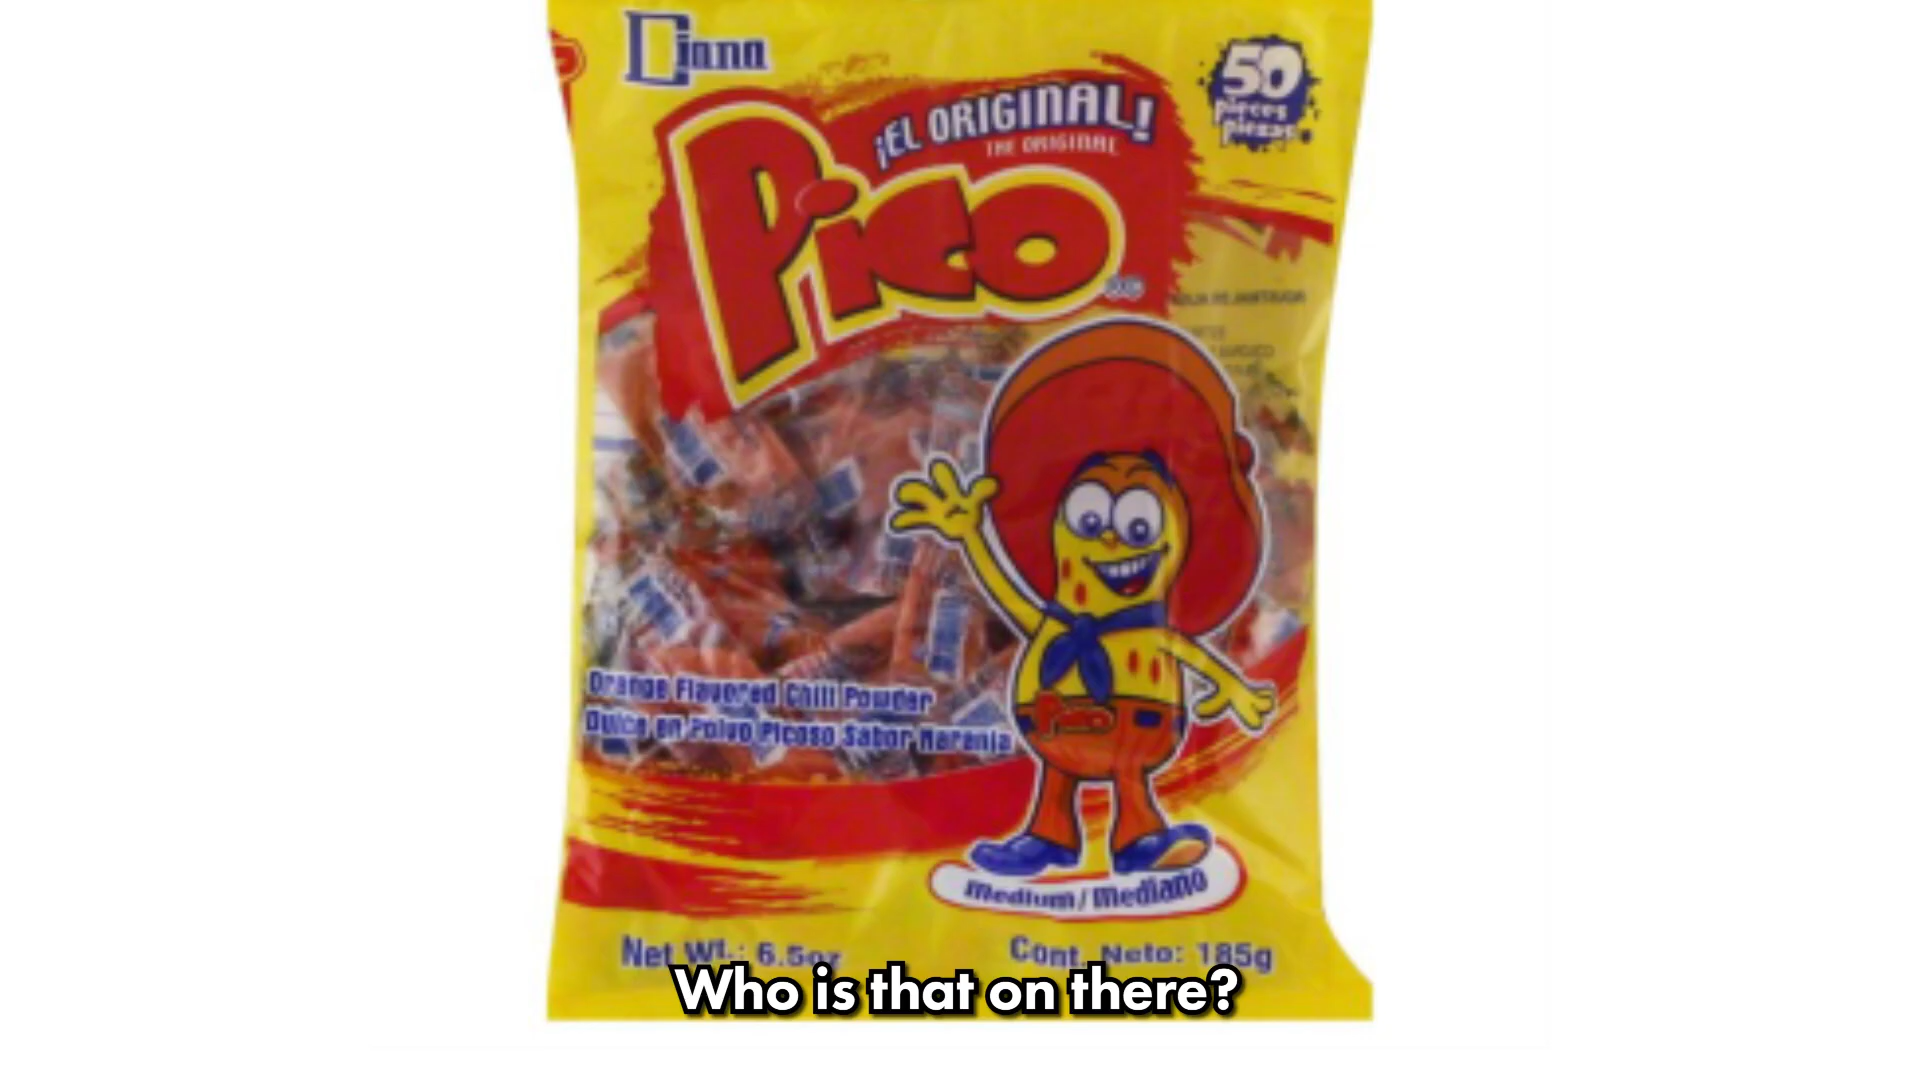 Diana
50
pieces
piezas
¡EL ORIGINAL!
THE ORIGINAL
Pico
Orange Flavored Chili Powder
Dulce en Polvo Picoso Sabor Naranja
Pico
Medium/Mediano
Net Wt.: 6.5oz
Cont. Neto: 185g
Who is that on there?